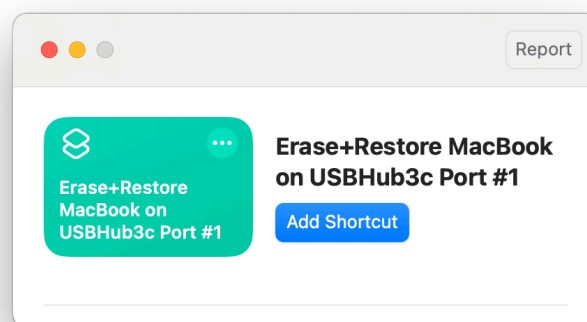 Report
Erase+Restore
MacBook on
USBHub3c Port #1
Erase+Restore MacBook
on USBHub3c Port #1
Add Shortcut